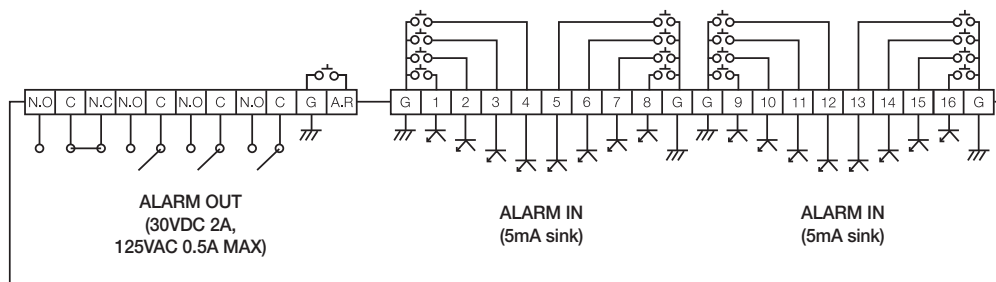 N.O C N.C N.O C N.O C N.O C G A.R G 1 2 3 4 5 6 7 8 G G 9 10 11 12 13 14 15 16 G
ALARM OUT
(30VDC 2A,
125VAC 0.5A MAX)
ALARM IN
(5mA sink)
ALARM IN
(5mA sink)